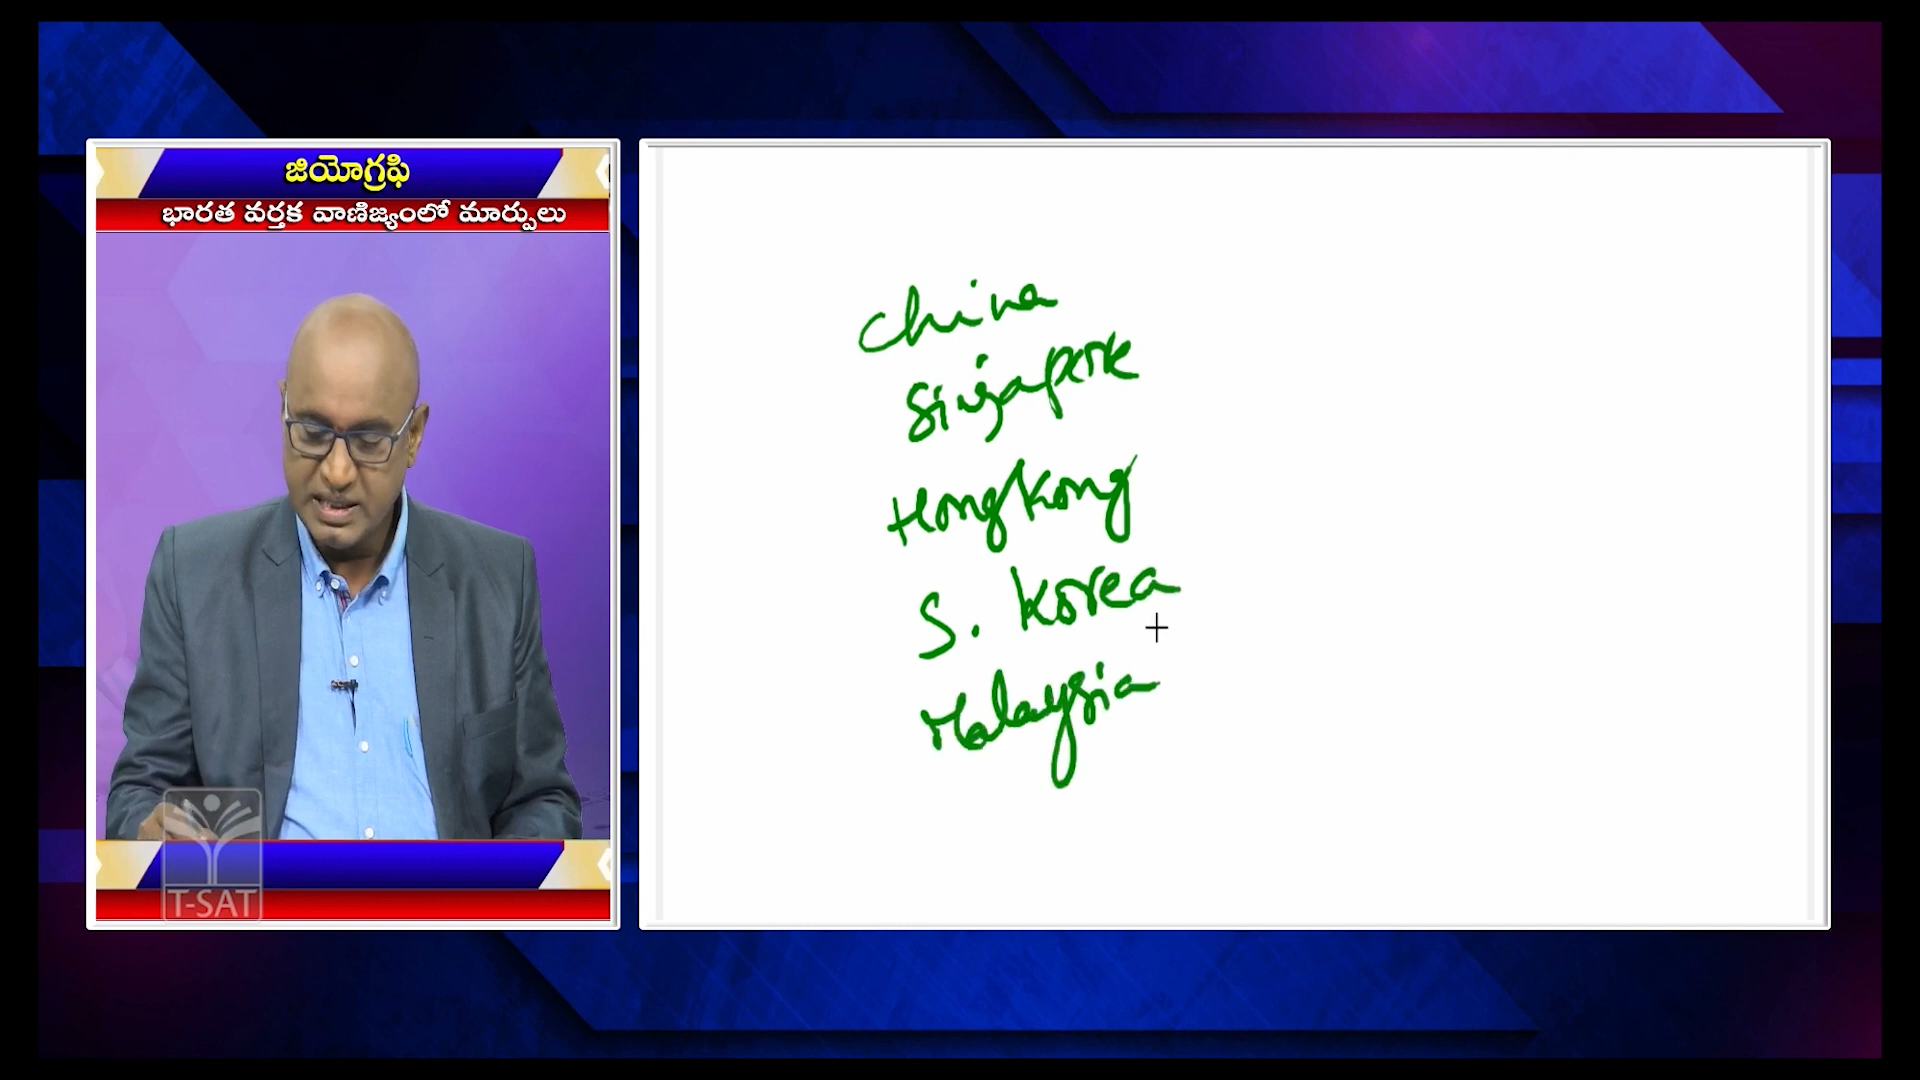 జియోగ్రఫి
భారత వర్తక వాణిజ్యంలో మార్పులు
China
Singapore
Hongkong
S. Korea
Malaysia
T-SAT